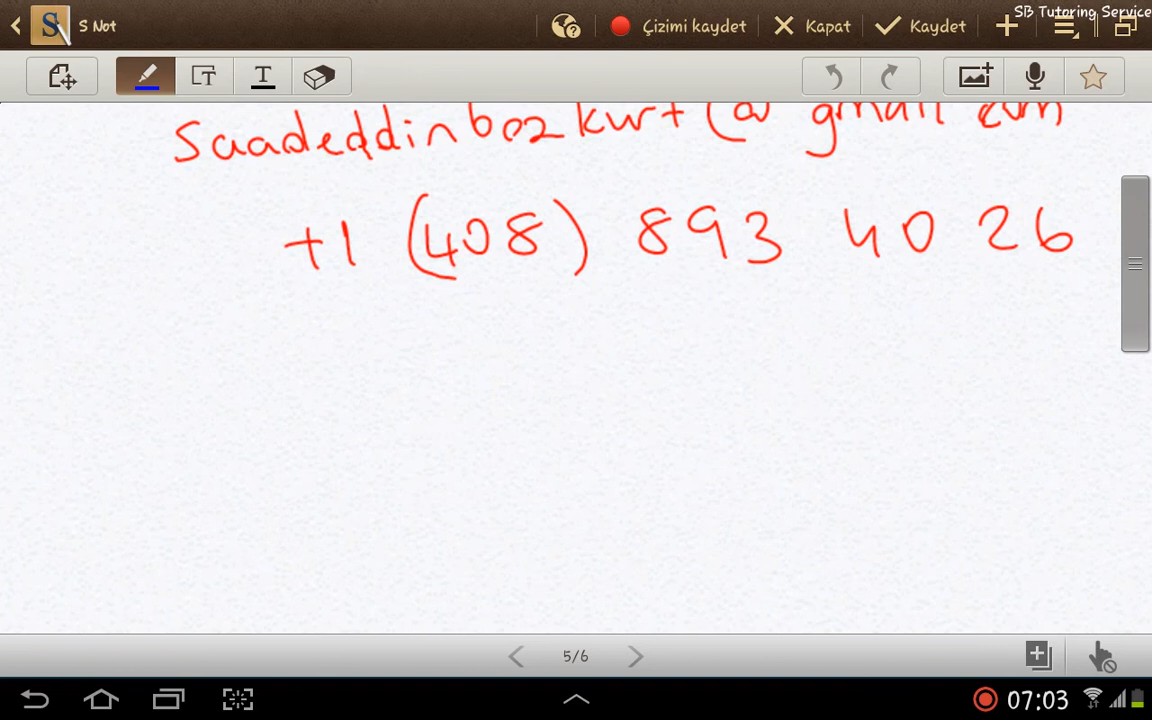 SB Tutoring Service
S Not
Çizimi kaydet
Kapat
Kaydet
saadeddinbozkurt@gmail.com
+1 (408) 893 40 26
5/6
07:03